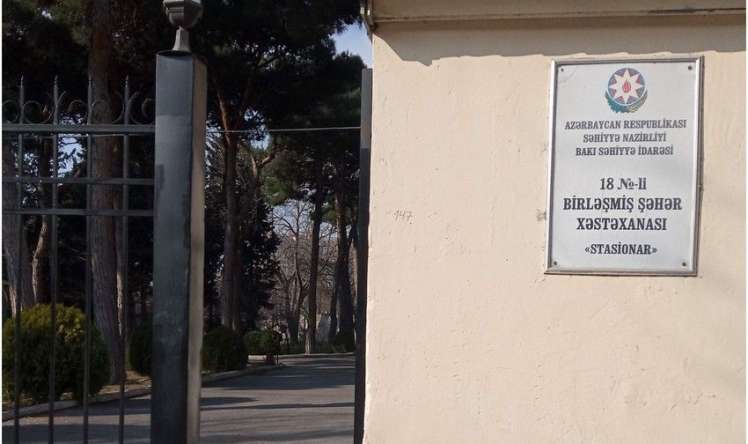 AZƏRBAYCAN RESPUBLİKASI
SƏHİYYƏ NAZİRLİYİ
BAKI SƏHİYYƏ İDARƏSİ
18 №-li
BİRLƏŞMİŞ ŞƏHƏR
XƏSTƏXANASI
«STASİONAR»
147